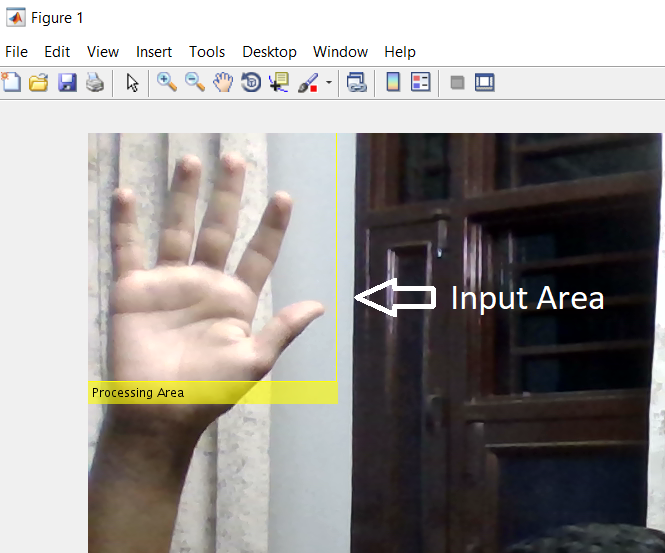 Figure 1
File Edit View Insert Tools Desktop Window Help
Input Area
Processing Area